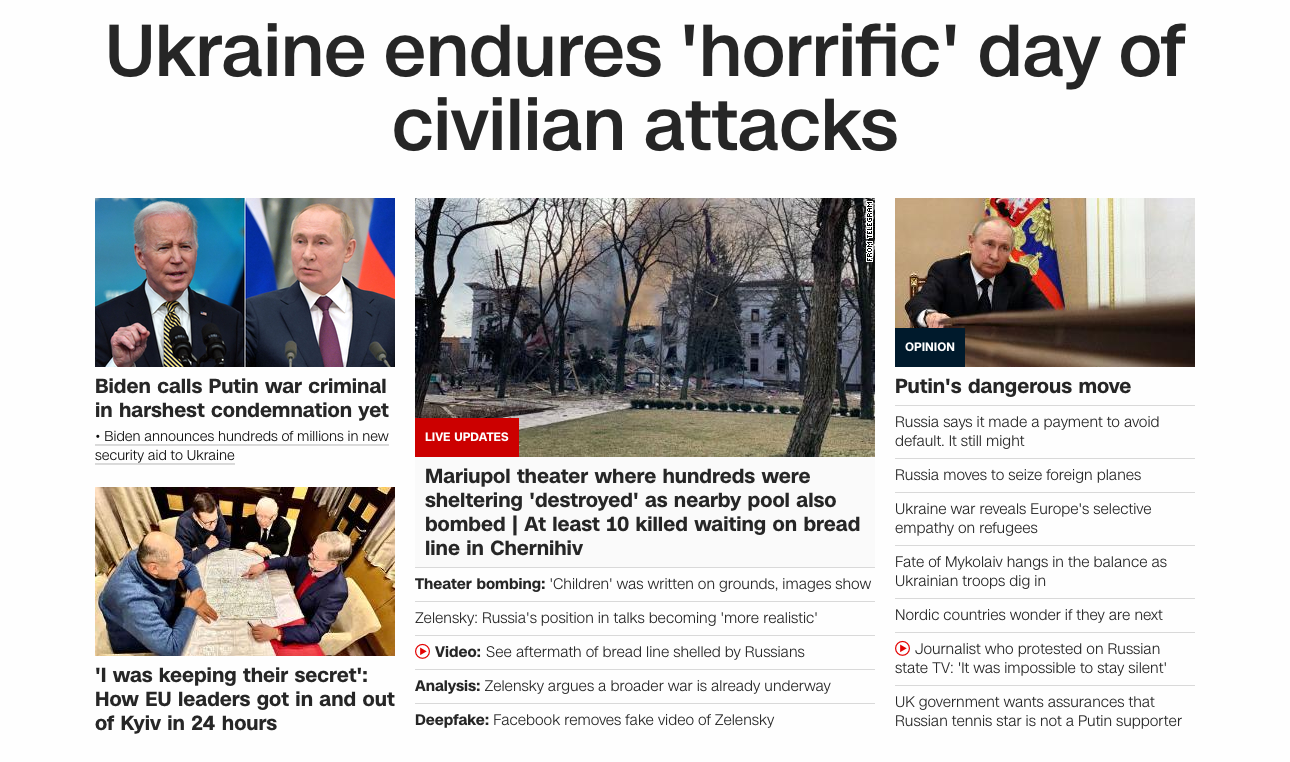 Ukraine endures 'horrific' day of
civilian attacks
Biden calls Putin war criminal
in harshest condemnation yet
• Biden announces hundreds of millions in new
security aid to Ukraine
'I was keeping their secret':
How EU leaders got in and out
of Kyiv in 24 hours
FROM TELEGRAM
LIVE UPDATES
Mariupol theater where hundreds were
sheltering 'destroyed' as nearby pool also
bombed | At least 10 killed waiting on bread
line in Chernihiv
Theater bombing: 'Children' was written on grounds, images show
Zelensky: Russia's position in talks becoming 'more realistic'
Video: See aftermath of bread line shelled by Russians
Analysis: Zelensky argues a broader war is already underway
Deepfake: Facebook removes fake video of Zelensky
OPINION
Putin's dangerous move
Russia says it made a payment to avoid
default. It still might
Russia moves to seize foreign planes
Ukraine war reveals Europe's selective
empathy on refugees
Fate of Mykolaiv hangs in the balance as
Ukrainian troops dig in
Nordic countries wonder if they are next
Journalist who protested on Russian
state TV: 'It was impossible to stay silent'
UK government wants assurances that
Russian tennis star is not a Putin supporter